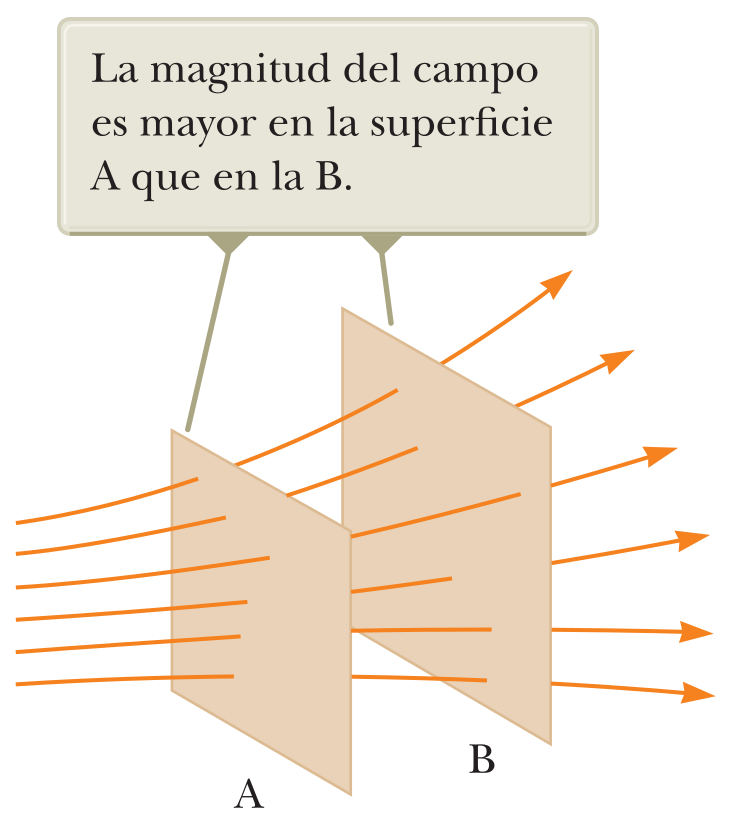 La magnitud del campo
es mayor en la superficie
A que en la B.
B
A